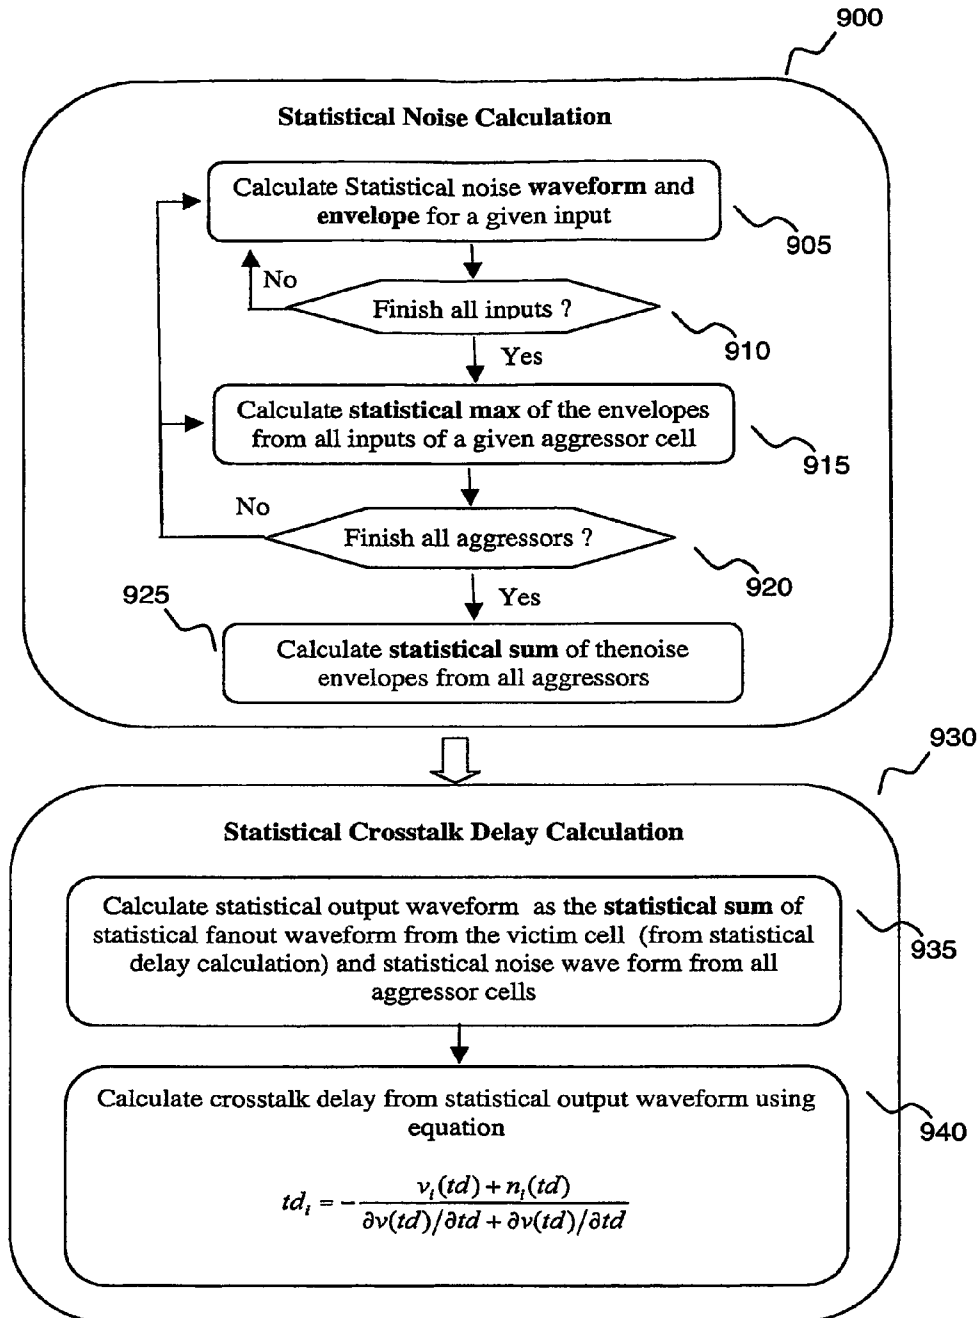 900
Statistical Noise Calculation
Calculate Statistical noise waveform and
envelope for a given input
905
No
Finish all inputs ?
910
Yes
Calculate statistical max of the envelopes
from all inputs of a given aggressor cell
915
No
Finish all aggressors ?
920
925
Yes
Calculate statistical sum of thenoise
envelopes from all aggressors
930
Statistical Crosstalk Delay Calculation
Calculate statistical output waveform as the statistical sum of
statistical fanout waveform from the victim cell (from statistical
delay calculation) and statistical noise wave form from all
aggressor cells
935
Calculate crosstalk delay from statistical output waveform using
equation
940
td_i = - (v_i(td) + n_i(td)) / (∂v(td)/∂td + ∂v(td)/∂td)